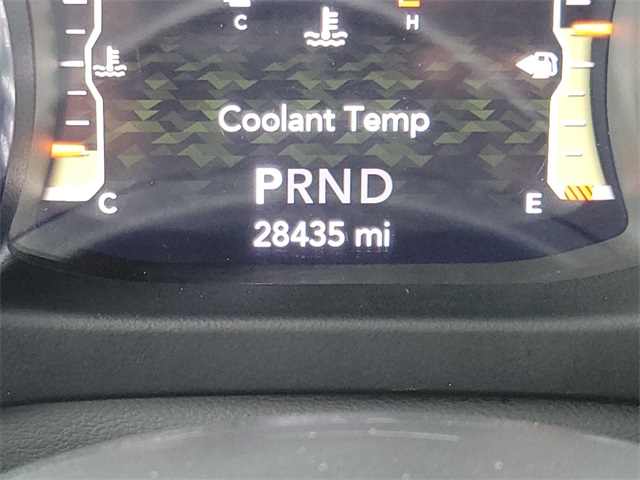 C H
Coolant Temp
PRND
C E
28435 mi